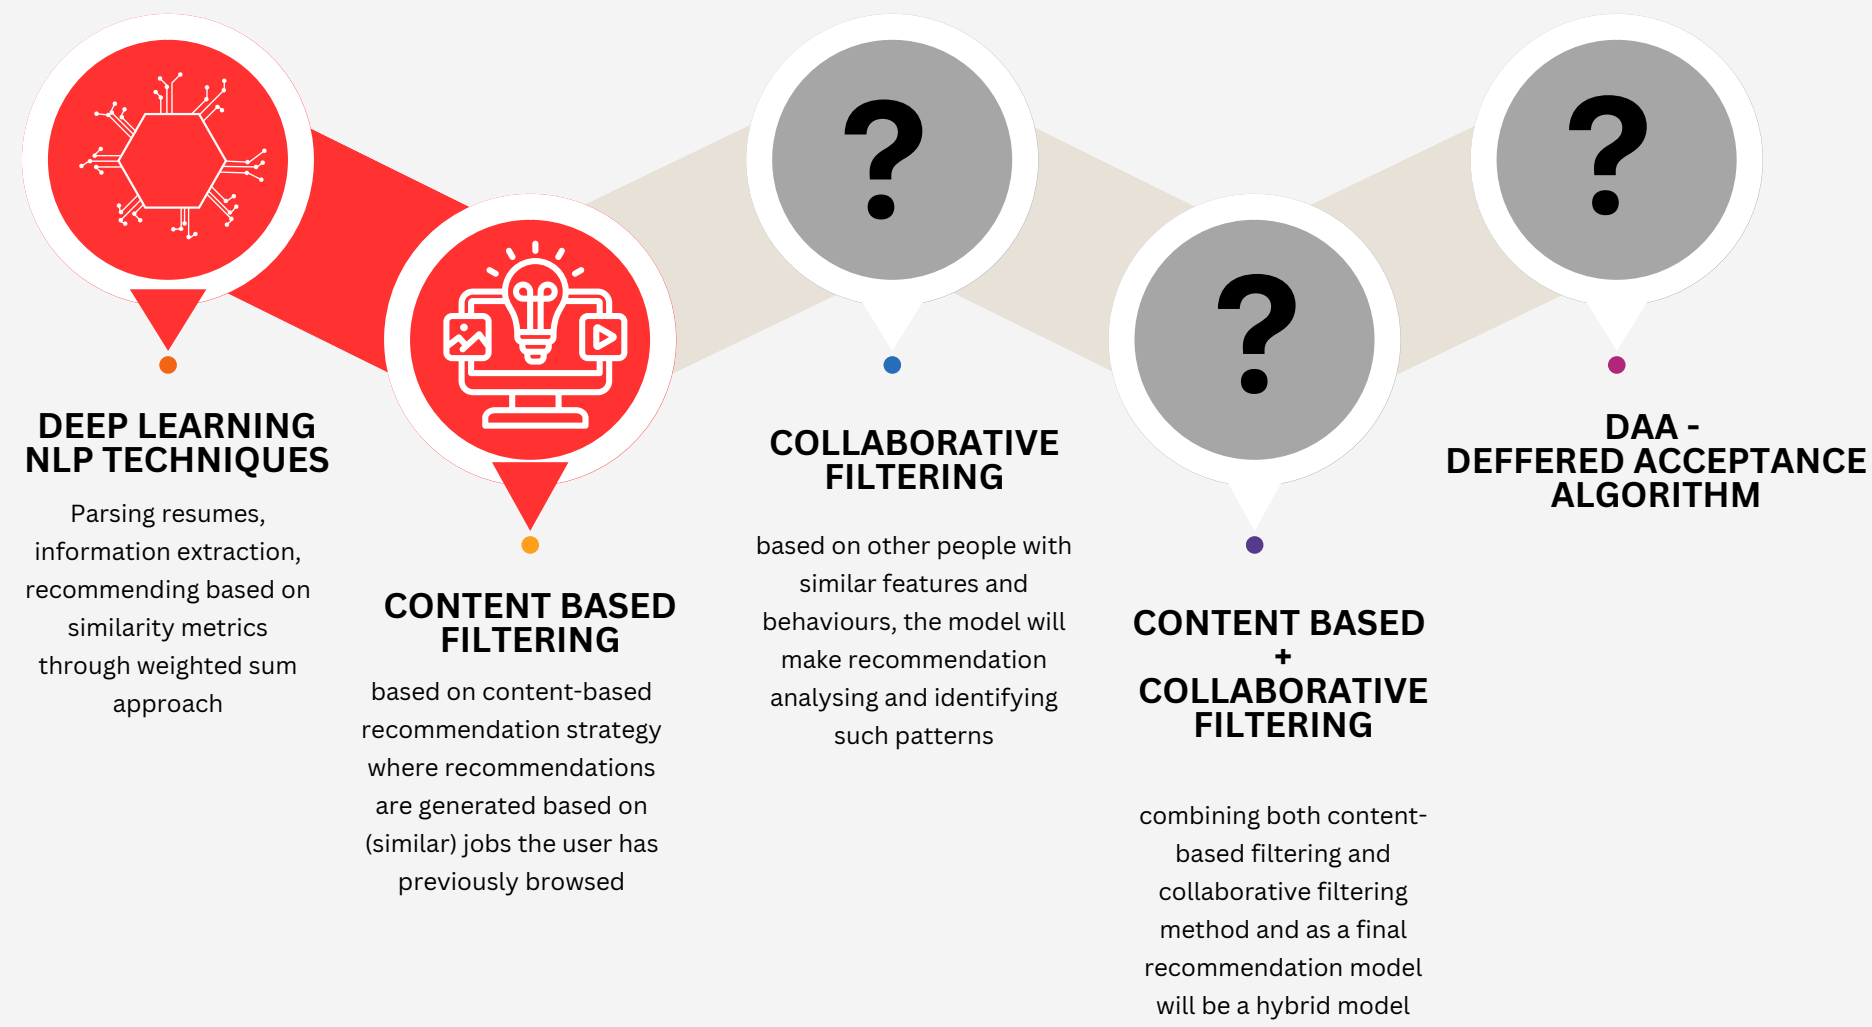 ?
?
?
DEEP LEARNING
NLP TECHNIQUES
Parsing resumes,
information extraction,
recommending based on
similarity metrics
through weighted sum
approach
CONTENT BASED
FILTERING
based on content-based
recommendation strategy
where recommendations
are generated based on
(similar) jobs the user has
previously browsed
COLLABORATIVE
FILTERING
based on other people with
similar features and
behaviours, the model will
make recommendation
analysing and identifying
such patterns
CONTENT BASED
+
COLLABORATIVE
FILTERING
combining both content-
based filtering and
collaborative filtering
method and as a final
recommendation model
will be a hybrid model
DAA -
DEFFERED ACCEPTANCE
ALGORITHM